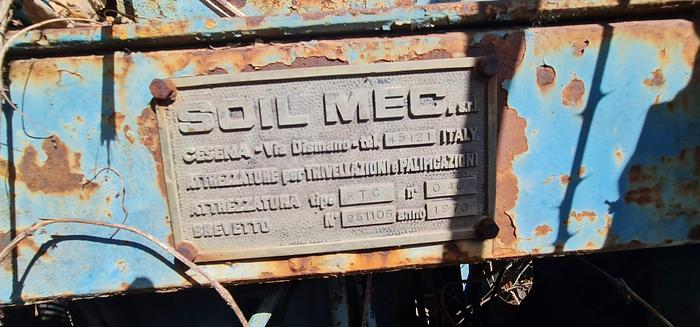 SOIL MEC. s.r.l.
CESENA - Via Dismano - tel. 45121 ITALY
ATTREZZATURE per TRIVELLAZIONI e PALIFICAZIONI
ATTREZZATURA tipo RTC n° 040
BREVETTO N° 851106 anno 1970